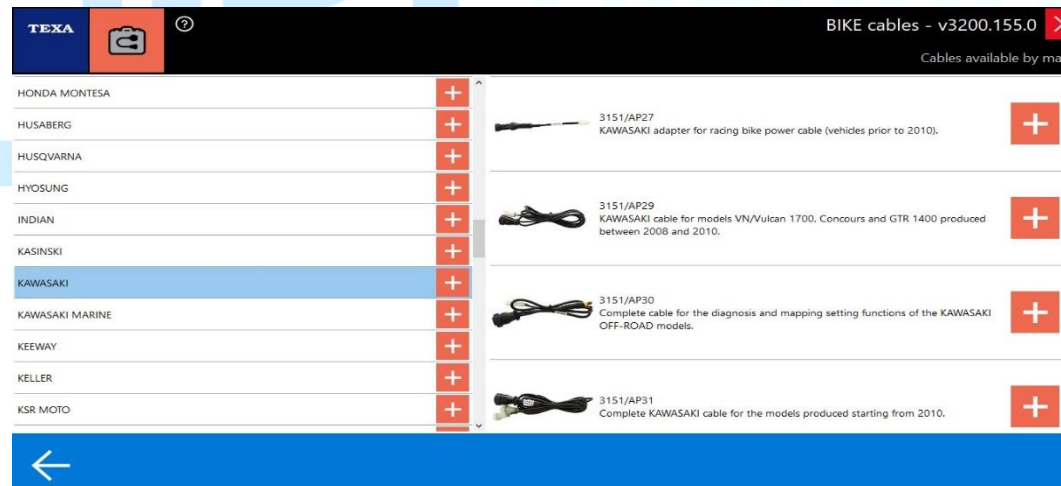 TEXA
?
BIKE cables - v3200.155.0
Cables available by ma
HONDA MONTESA
HUSABERG
HUSQVARNA
HYOSUNG
INDIAN
KASINSKI
KAWASAKI
KAWASAKI MARINE
KEEWAY
KELLER
KSR MOTO
3151/AP27
KAWASAKI adapter for racing bike power cable (vehicles prior to 2010).
3151/AP29
KAWASAKI cable for models VN/Vulcan 1700, Concours and GTR 1400 produced
between 2008 and 2010.
3151/AP30
Complete cable for the diagnosis and mapping setting functions of the KAWASAKI
OFF-ROAD models.
3151/AP31
Complete KAWASAKI cable for the models produced starting from 2010.